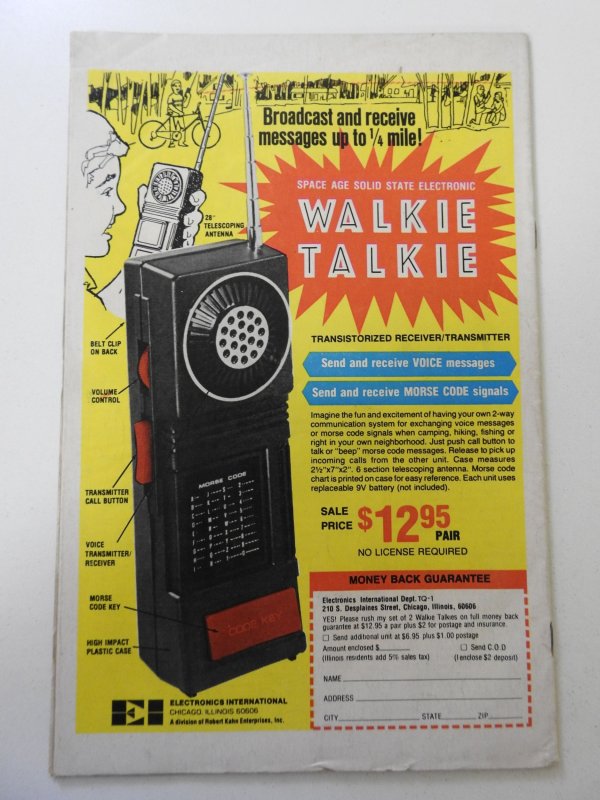 Broadcast and receive
messages up to 1/4 mile!
SPACE AGE SOLID STATE ELECTRONIC
WALKIE
TALKIE
28"
TELESCOPING
ANTENNA
BELT CLIP
ON BACK
VOLUME
CONTROL
TRANSMITTER
CALL BUTTON
VOICE
TRANSMITTER/
RECEIVER
MORSE
CODE KEY
HIGH IMPACT
PLASTIC CASE
MORSE CODE
CODE KEY
TRANSISTORIZED RECEIVER/TRANSMITTER
Send and receive VOICE messages
Send and receive MORSE CODE signals
Imagine the fun and excitement of having your own 2-way
communication system for exchanging voice messages
or morse code signals when camping, hiking, fishing or
right in your own neighborhood. Just push call button to
talk or "beep" morse code messages. Release to pick up
incoming calls from the other unit. Case measures
2½"x7"x2". 6 section telescoping antenna. Morse code
chart is printed on case for easy reference. Each unit uses
replaceable 9V battery (not included).
SALE
PRICE $12.95 PAIR
NO LICENSE REQUIRED
MONEY BACK GUARANTEE
Electronics International Dept. TQ-1
210 S. Desplaines Street, Chicago, Illinois, 60606
YES! Please rush my set of 2 Walkie Talkies on full money back
guarantee at $12.95 a pair plus $2 for postage and insurance.
□ Send additional unit at $6.95 plus $1.00 postage
Amount enclosed $ □ Send C.O.D
(Illinois residents add 5% sales tax) (I enclose $2 deposit)
NAME
ADDRESS
CITY STATE ZIP
ELECTRONICS INTERNATIONAL
CHICAGO, ILLINOIS 60606
A division of Robert Kahn Enterprises, Inc.